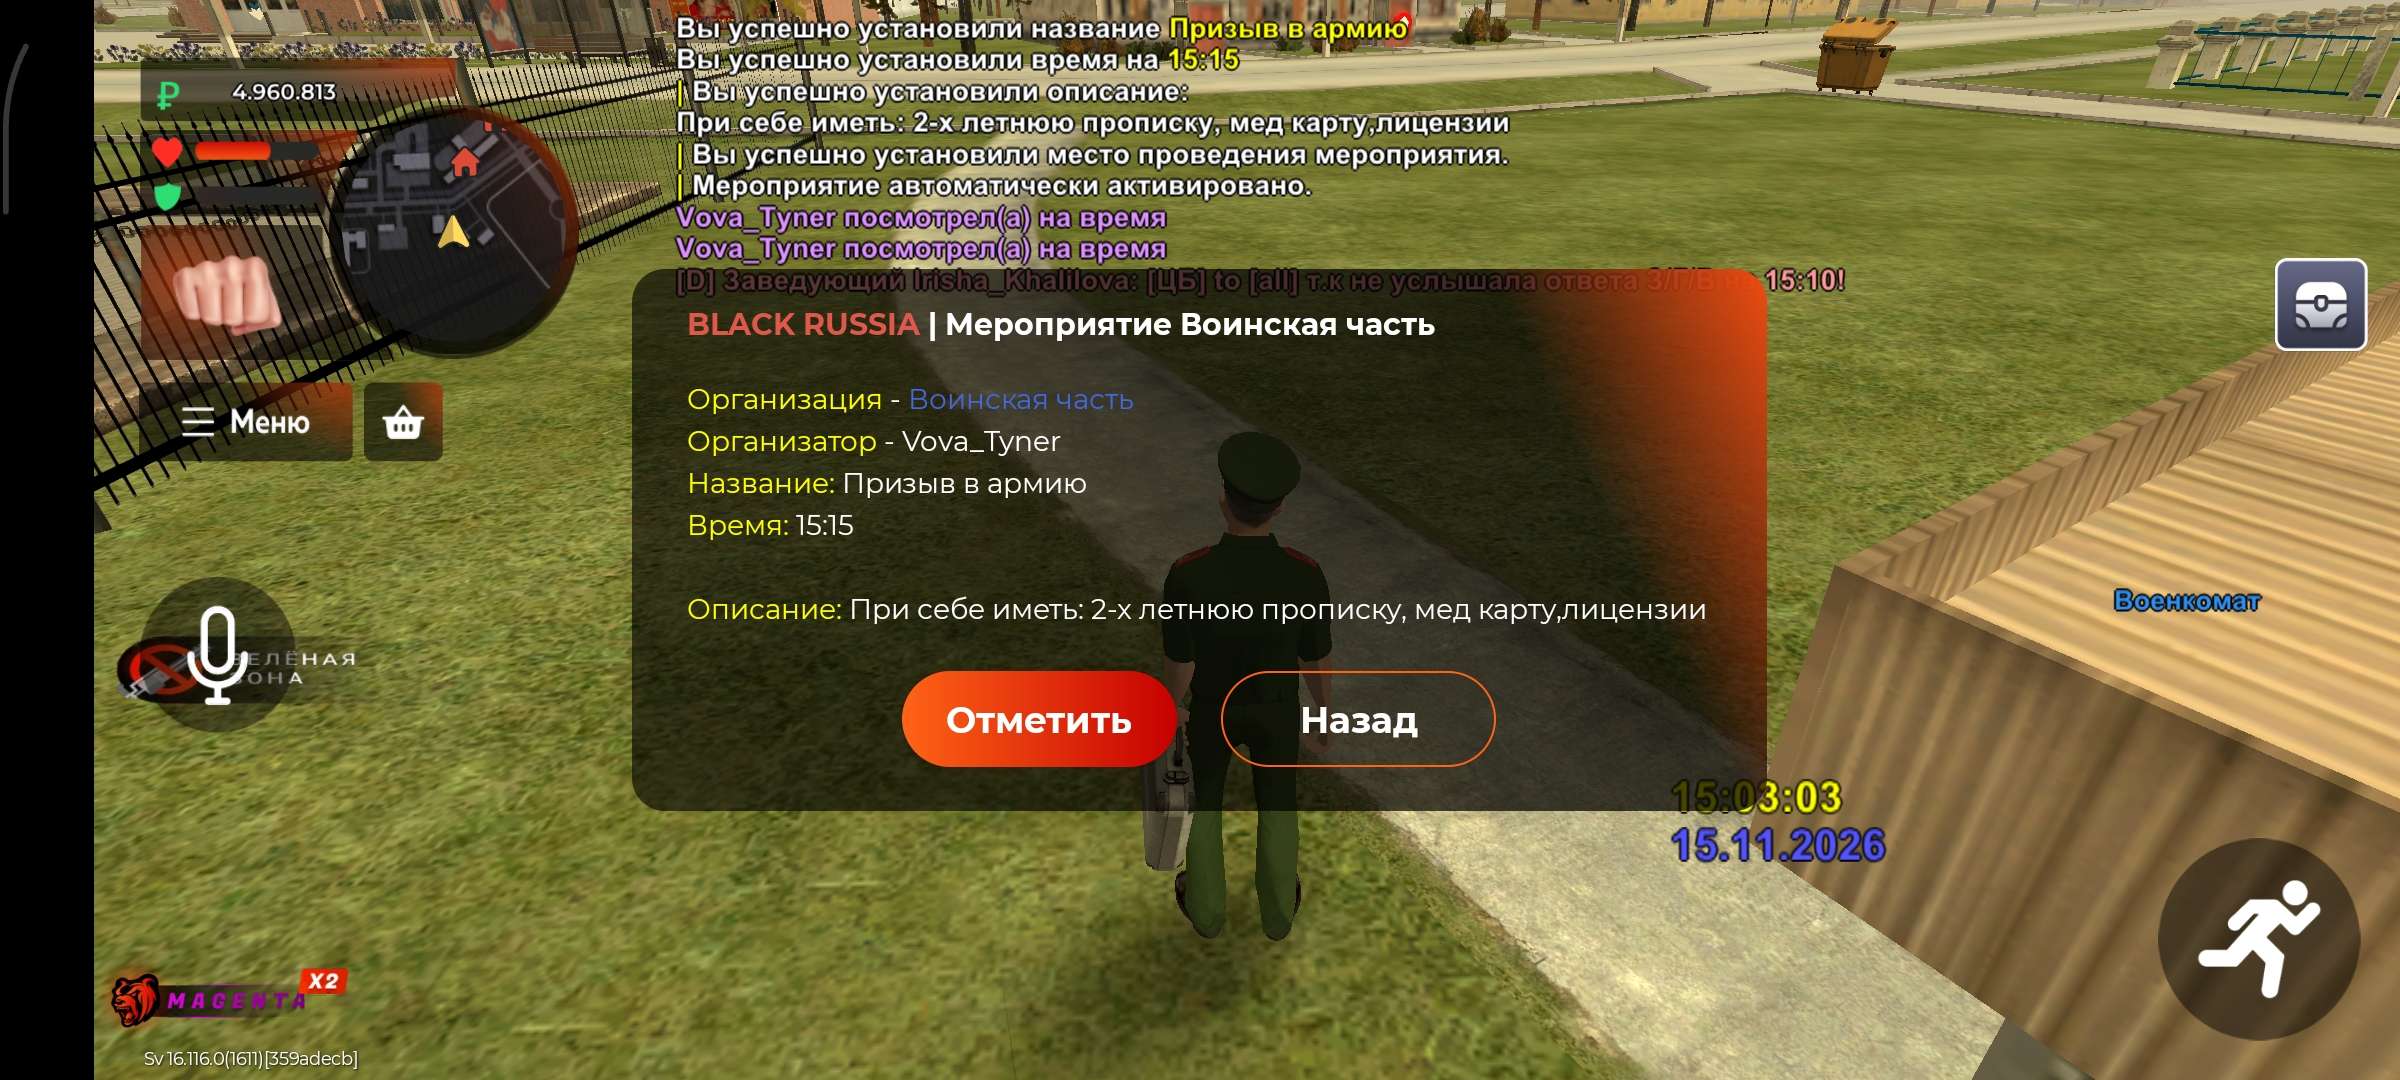 Вы успешно установили название Призыв в армию
Вы успешно установили время на 15:15
| Вы успешно установили описание:
При себе иметь: 2-х летнюю прописку, мед карту,лицензии
| Вы успешно установили место проведения мероприятия.
| Мероприятие автоматически активировано.
Vova_Tyner посмотрел(а) на время
Vova_Tyner посмотрел(а) на время
[D] Заведующий Irisha_Khalilova: [ЦБ] to [all] т.к не услышала ответа З/Г/В на 15:10!
4.960.813
BLACK RUSSIA | Мероприятие Воинская часть
Организация - Воинская часть
Меню
Организатор - Vova_Tyner
Название: Призыв в армию
Время: 15:15
Описание: При себе иметь: 2-х летнюю прописку, мед карту,лицензии
Военкомат
ЗЕЛЁНАЯ
ЗОНА
Отметить
Назад
15:03:03
15.11.2026
X2
MAGENTA
Sv 16.116.0(1611)[359adecb]